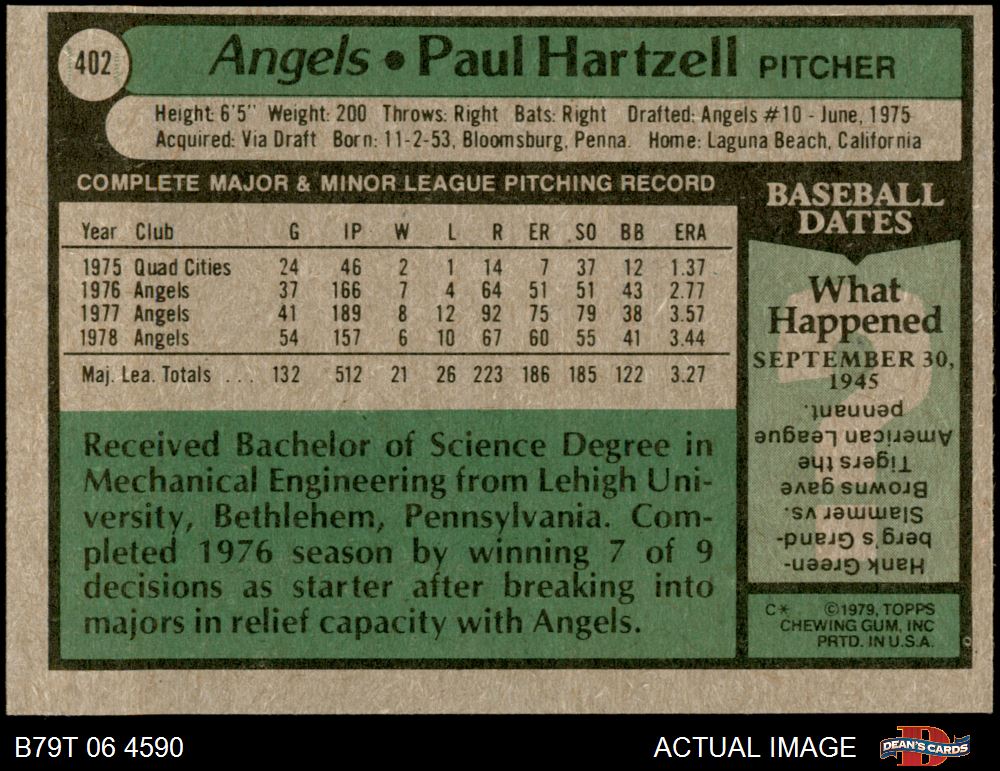 402
Angels • Paul Hartzell PITCHER
Height: 6'5" Weight: 200 Throws: Right Bats: Right Drafted: Angels #10 - June, 1975
Acquired: Via Draft Born: 11-2-53, Bloomsburg, Penna. Home: Laguna Beach, California
COMPLETE MAJOR & MINOR LEAGUE PITCHING RECORD
Year Club G IP W L R ER SO BB ERA
1975 Quad Cities 24 46 2 1 14 7 37 12 1.37
1976 Angels 37 166 7 4 64 51 51 43 2.77
1977 Angels 41 189 8 12 92 75 79 38 3.57
1978 Angels 54 157 6 10 67 60 55 41 3.44
Maj. Lea. Totals . . . 132 512 21 26 223 186 185 122 3.27
Received Bachelor of Science Degree in
Mechanical Engineering from Lehigh Uni-
versity, Bethlehem, Pennsylvania. Com-
pleted 1976 season by winning 7 of 9
decisions as starter after breaking into
majors in relief capacity with Angels.
BASEBALL
DATES
What
Happened
SEPTEMBER 30,
1945
?
Hank Green-
berg's Grand-
Slammer vs.
Browns gave
Tigers the
American League
pennant.
C* ©1979, TOPPS
CHEWING GUM, INC
PRTD. IN U.S.A.
B79T 06 4590
ACTUAL IMAGE
DEAN'S CARDS